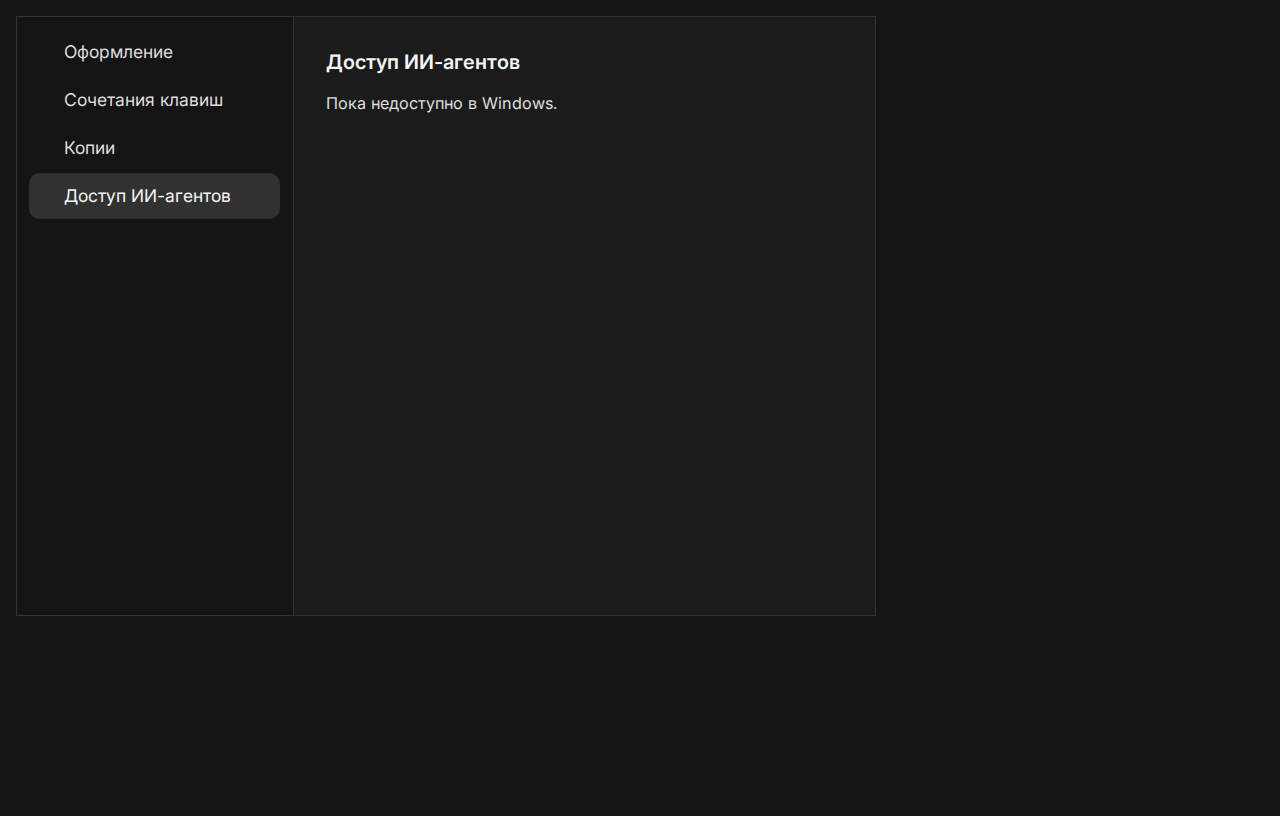 Оформление
Сочетания клавиш
Копии
Доступ ИИ-агентов
Доступ ИИ-агентов
Пока недоступно в Windows.